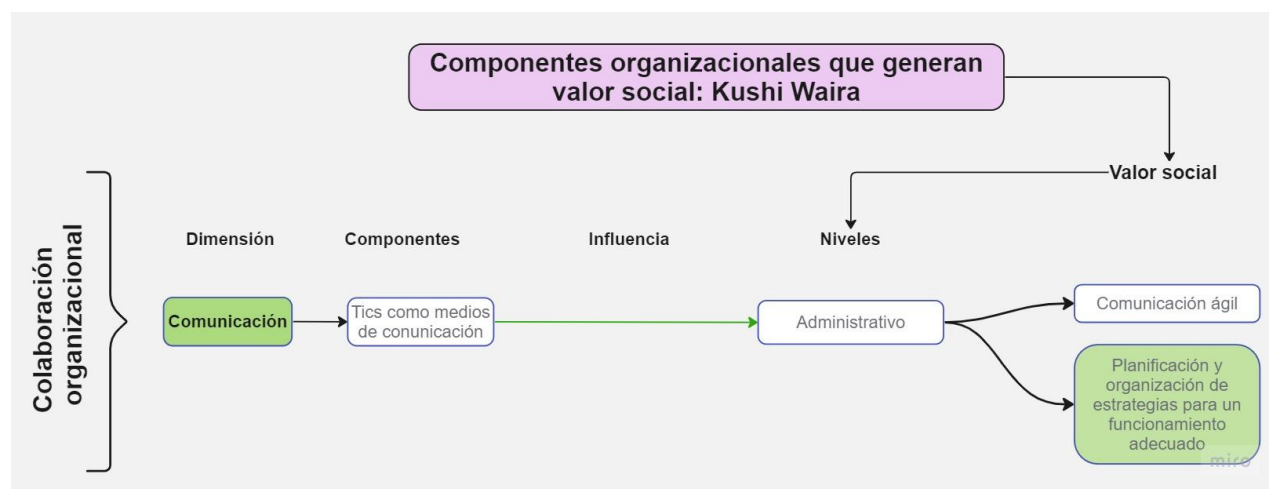 Componentes organizacionales que generan
valor social: Kushi Waira
Valor social
Colaboración
organizacional
Dimensión
Componentes
Influencia
Niveles
Comunicación
Tics como medios
de conunicación
Administrativo
Comunicación ágil
Planificación y
organización de
estrategias para un
funcionamiento
adecuado
miro